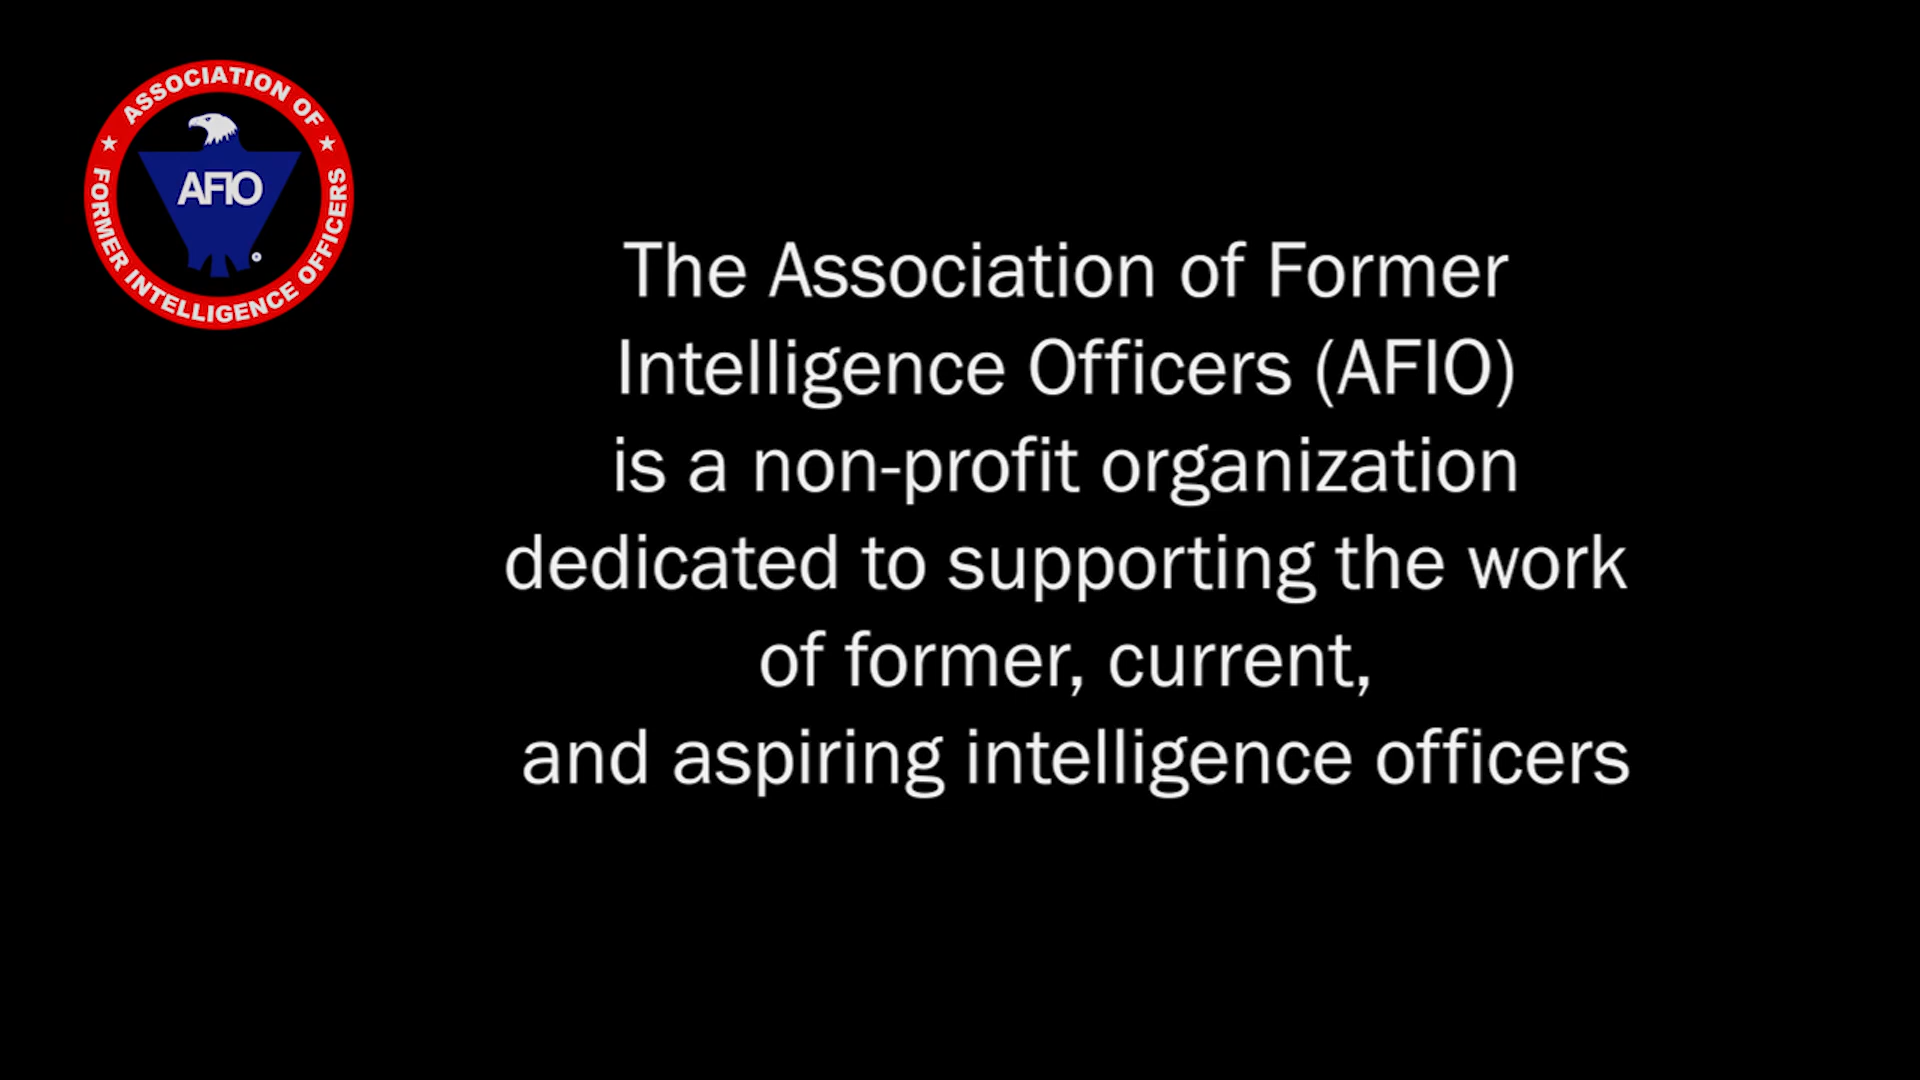 ASSOCIATION OF
FORMER INTELLIGENCE OFFICERS
AFIO
The Association of Former
Intelligence Officers (AFIO)
is a non-profit organization
dedicated to supporting the work
of former, current,
and aspiring intelligence officers